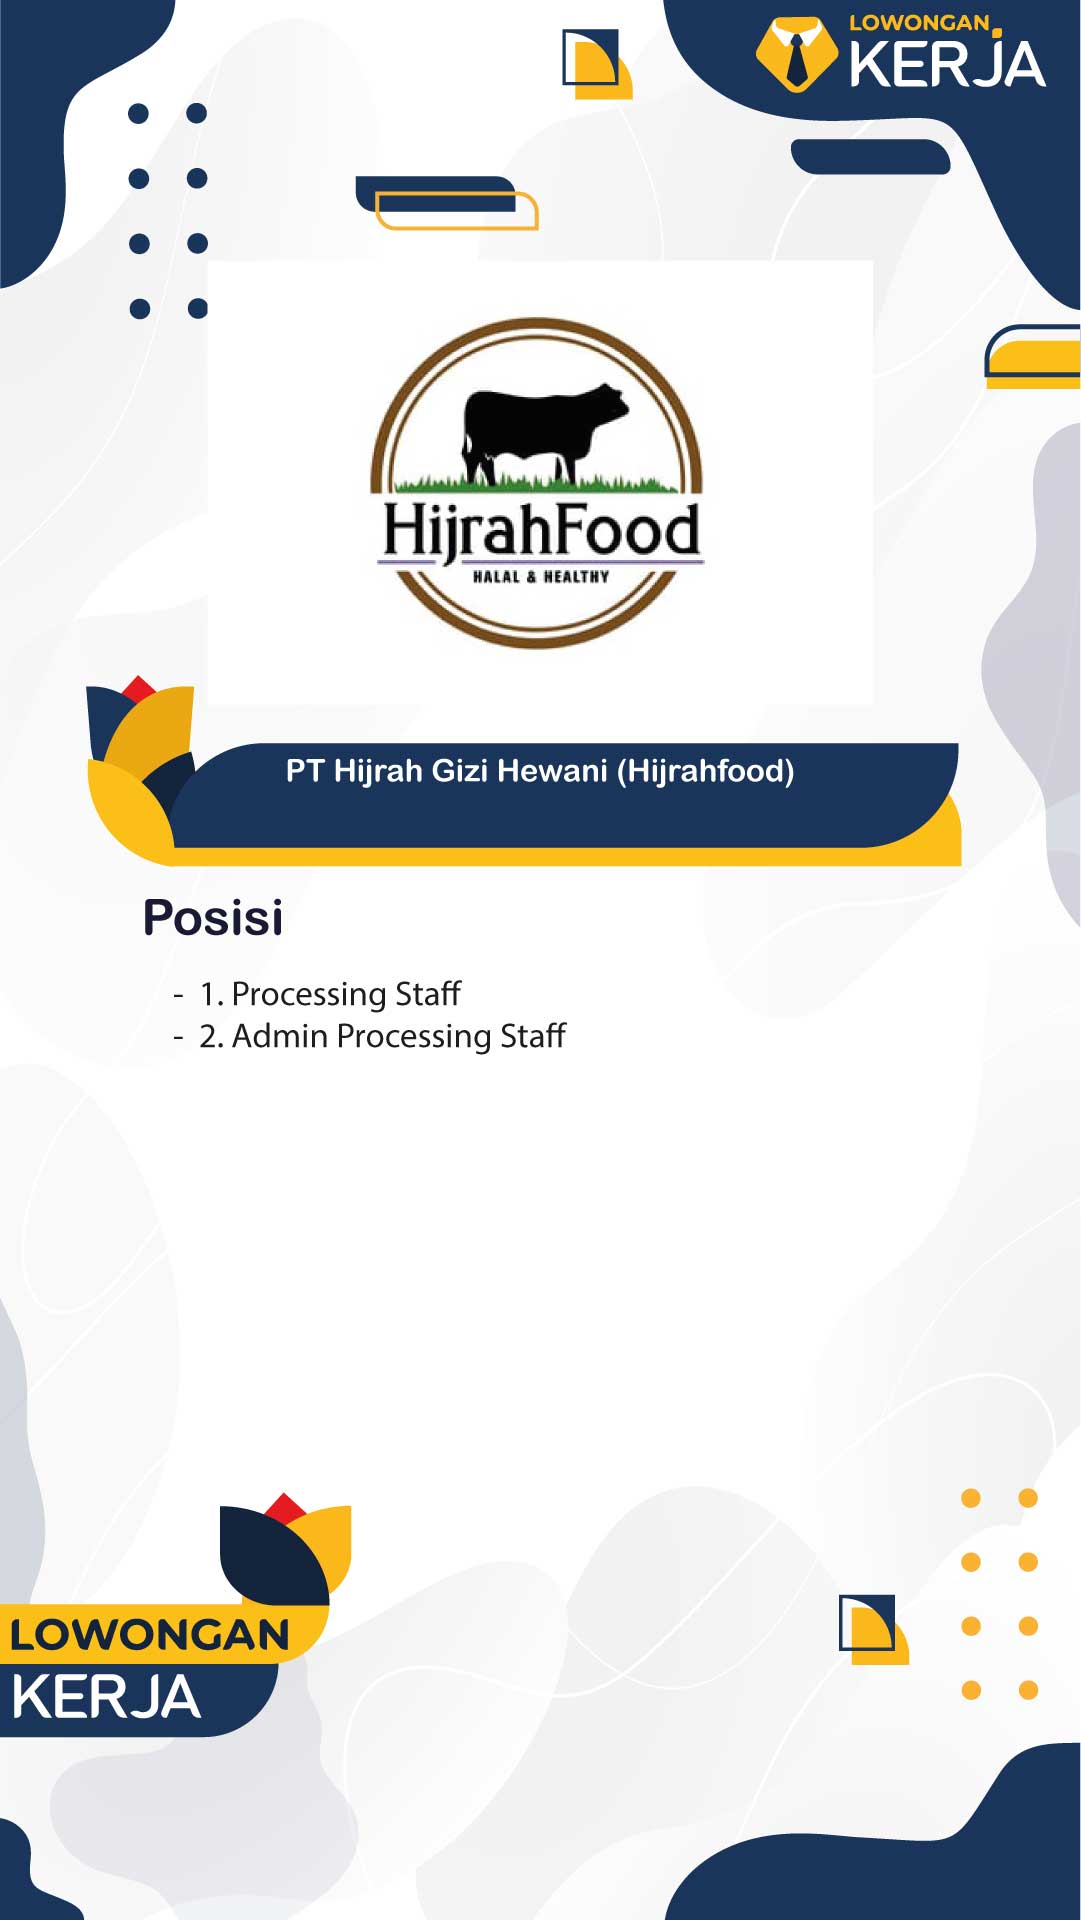 LOWONGAN
KERJA
HijrahFood
HALAL & HEALTHY
PT Hijrah Gizi Hewani (Hijrahfood)
Posisi
- 1. Processing Staff
- 2. Admin Processing Staff
LOWONGAN
KERJA